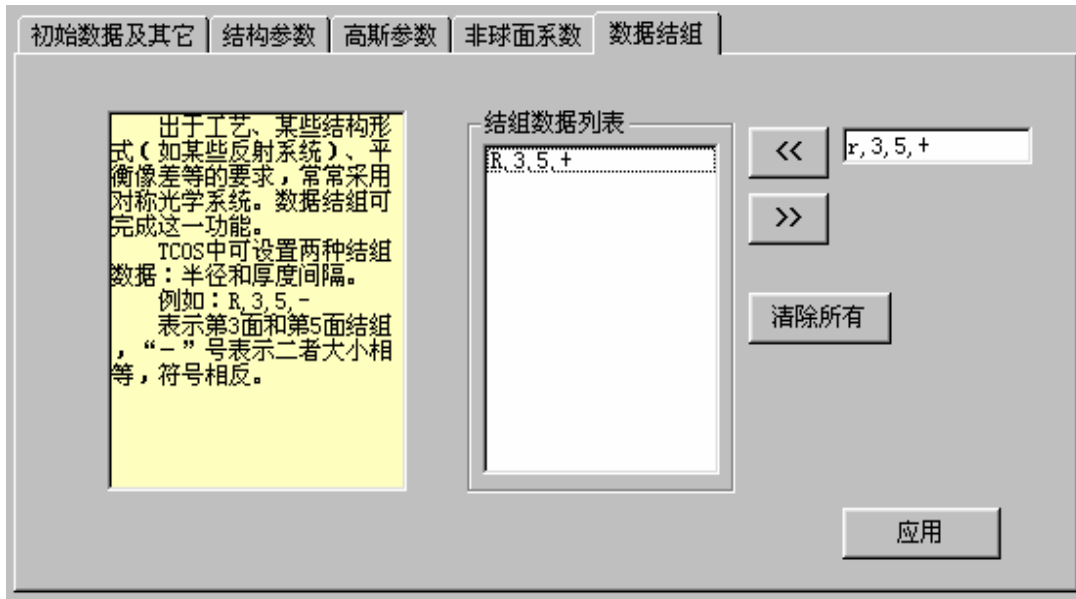 初始数据及其它 结构参数 高斯参数 非球面系数 数据结组
出于工艺、某些结构形
式(如某些反射系统)、平
衡像差等的要求,常常采用
对称光学系统。数据结组可
完成这一功能。
TCOS中可设置两种结组
数据:半径和厚度间隔。
例如:R,3,5,-
表示第3面和第5面结组
,“-”号表示二者大小相
等,符号相反。
结组数据列表
R,3,5,+
<<
r,3,5,+
>>
清除所有
应用